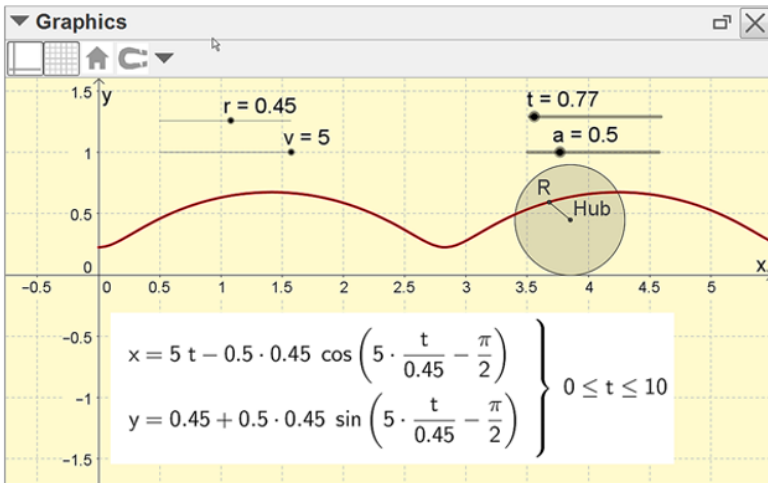 Graphics
1.5 y
r = 0.45
t = 0.77
v = 5
a = 0.5
1
R
Hub
0.5
0
x
−0.5 0 0.5 1 1.5 2 2.5 3 3.5 4 4.5 5
−0.5
x = 5 t − 0.5 · 0.45 cos(5 · t/0.45 − π/2)
0 ≤ t ≤ 10
−1
y = 0.45 + 0.5 · 0.45 sin(5 · t/0.45 − π/2)
−1.5